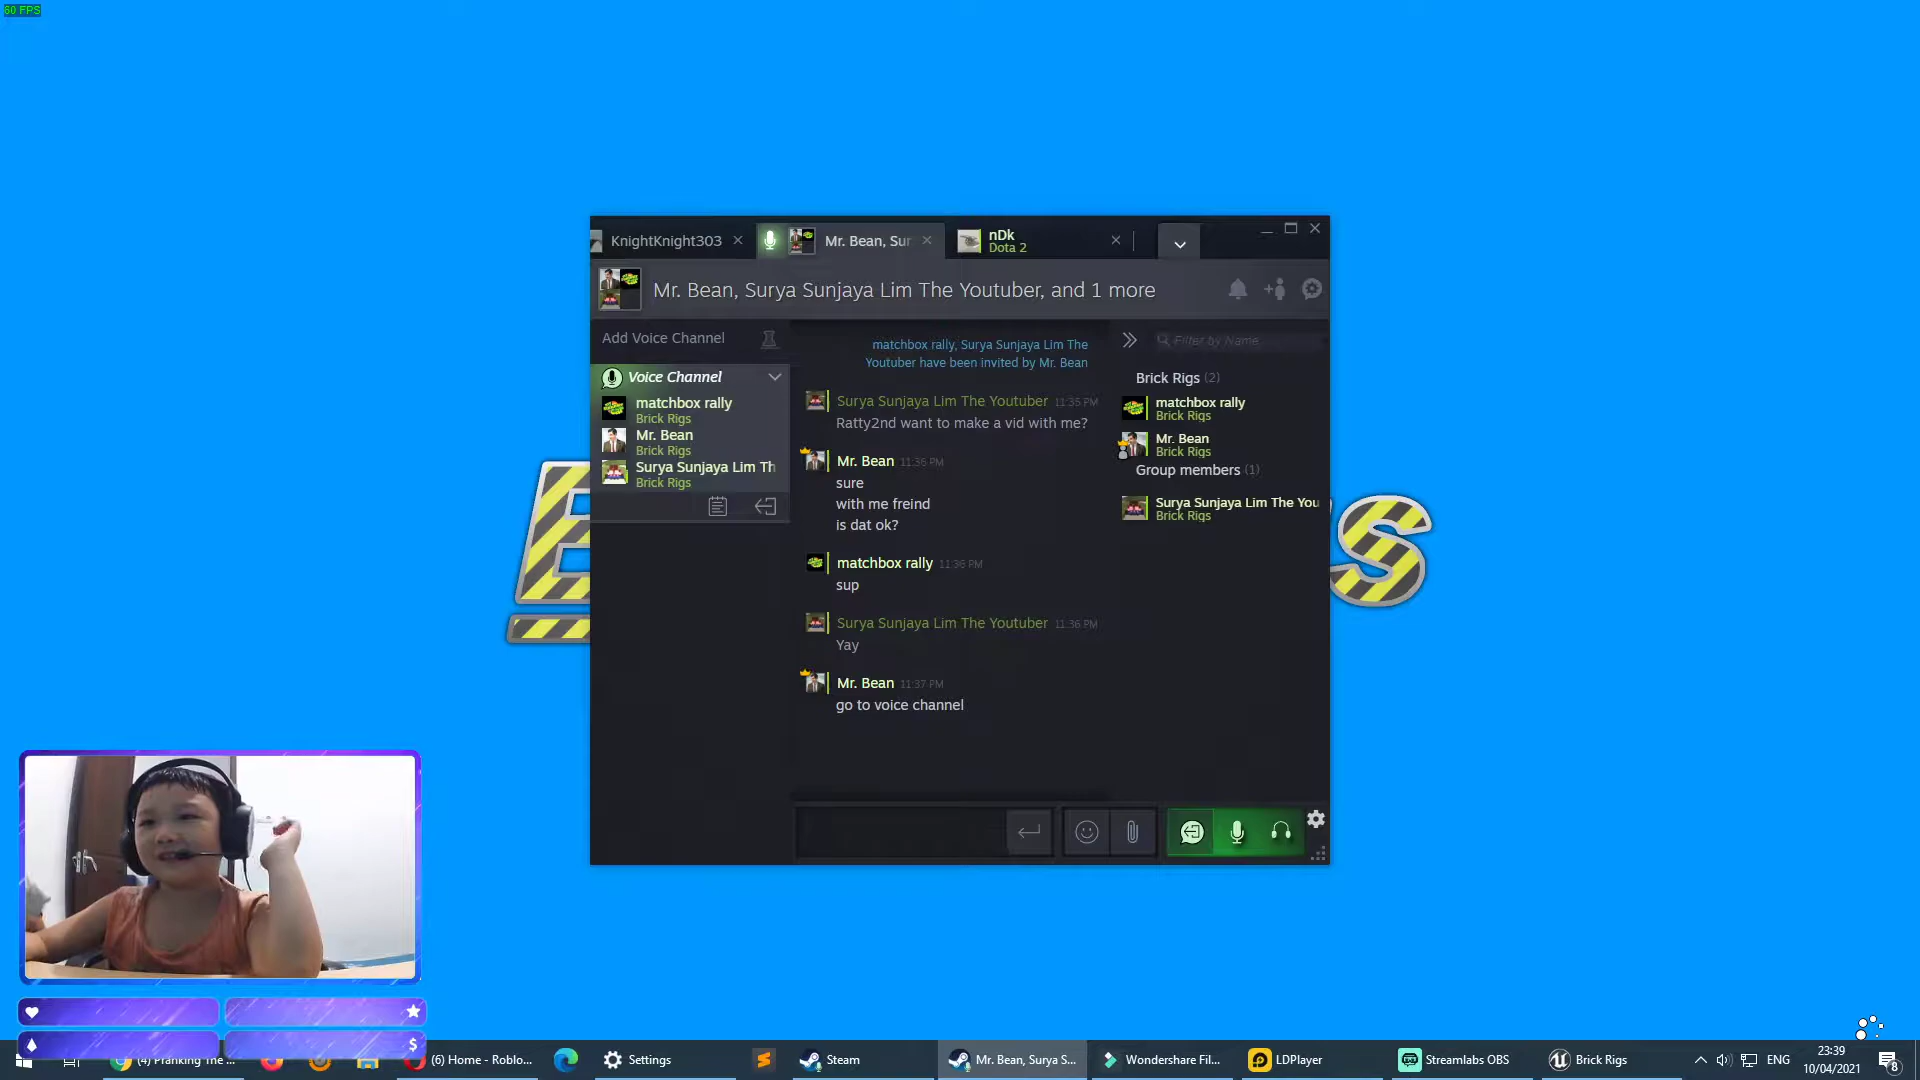 60 FPS
KnightKnight303
Mr. Bean, Sur
nDk
Dota 2
Mr. Bean, Surya Sunjaya Lim The Youtuber, and 1 more
Add Voice Channel
Voice Channel
matchbox rally
Brick Rigs
Mr. Bean
Brick Rigs
Surya Sunjaya Lim Th
Brick Rigs
matchbox rally, Surya Sunjaya Lim The
Youtuber have been invited by Mr. Bean
Surya Sunjaya Lim The Youtuber 11:35 PM
Ratty2nd want to make a vid with me?
Mr. Bean 11:36 PM
sure
with me freind
is dat ok?
matchbox rally 11:36 PM
sup
Surya Sunjaya Lim The Youtuber 11:36 PM
Yay
Mr. Bean 11:37 PM
go to voice channel
Filter by Name
Brick Rigs (2)
matchbox rally
Brick Rigs
Mr. Bean
Brick Rigs
Group members (1)
Surya Sunjaya Lim The You
Brick Rigs
S
$
(4) Pranking The ...
(6) Home - Roblo...
Settings
Steam
Mr. Bean, Surya S...
Wondershare Fil...
LDPlayer
Streamlabs OBS
Brick Rigs
ENG
23:39
10/04/2021
8